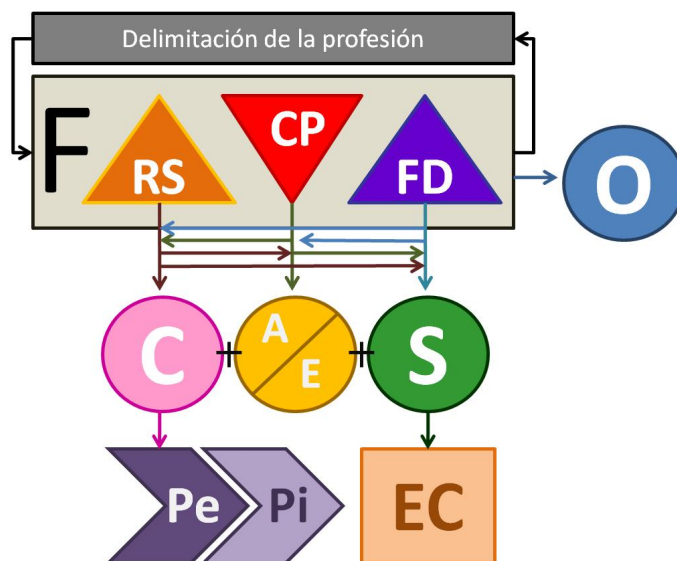 Delimitación de la profesión
F
RS
CP
FD
O
C
+
A
E
+
S
Pe
Pi
EC